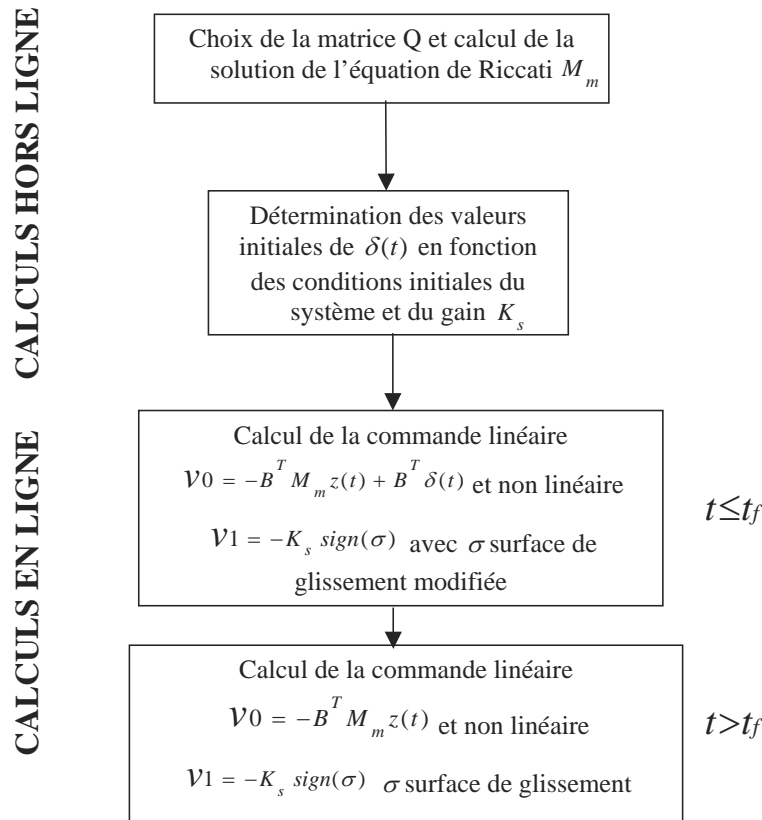 CALCULS HORS LIGNE
Choix de la matrice Q et calcul de la
solution de l'équation de Riccati M_m
Détermination des valeurs
initiales de δ(t) en fonction
des conditions initiales du
système et du gain K_s
CALCULS EN LIGNE
Calcul de la commande linéaire
v0 = -B^T M_m z(t) + B^T δ(t) et non linéaire
v1 = -K_s sign(σ) avec σ surface de
glissement modifiée
t≤t_f
Calcul de la commande linéaire
v0 = -B^T M_m z(t) et non linéaire
v1 = -K_s sign(σ) σ surface de glissement
t>t_f